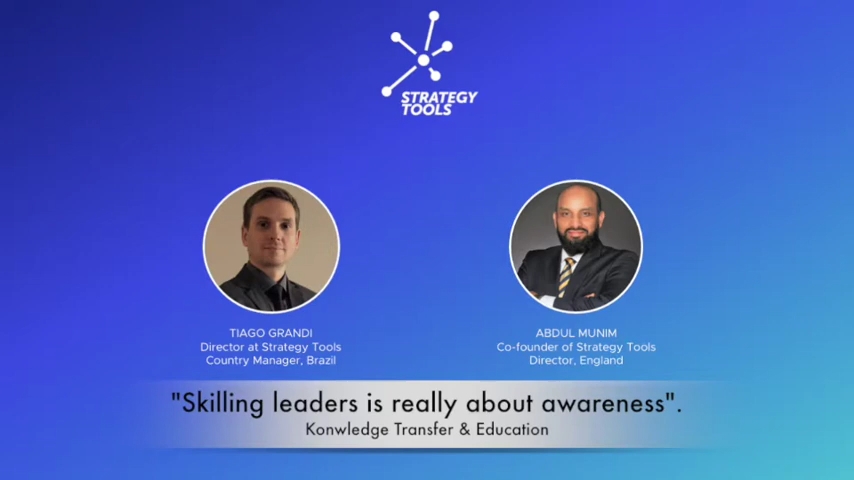 STRATEGY
TOOLS
TIAGO GRANDI
Director at Strategy Tools
Country Manager, Brazil
ABDUL MUNIM
Co-founder of Strategy Tools
Director, England
"Skilling leaders is really about awareness".
Konwledge Transfer & Education